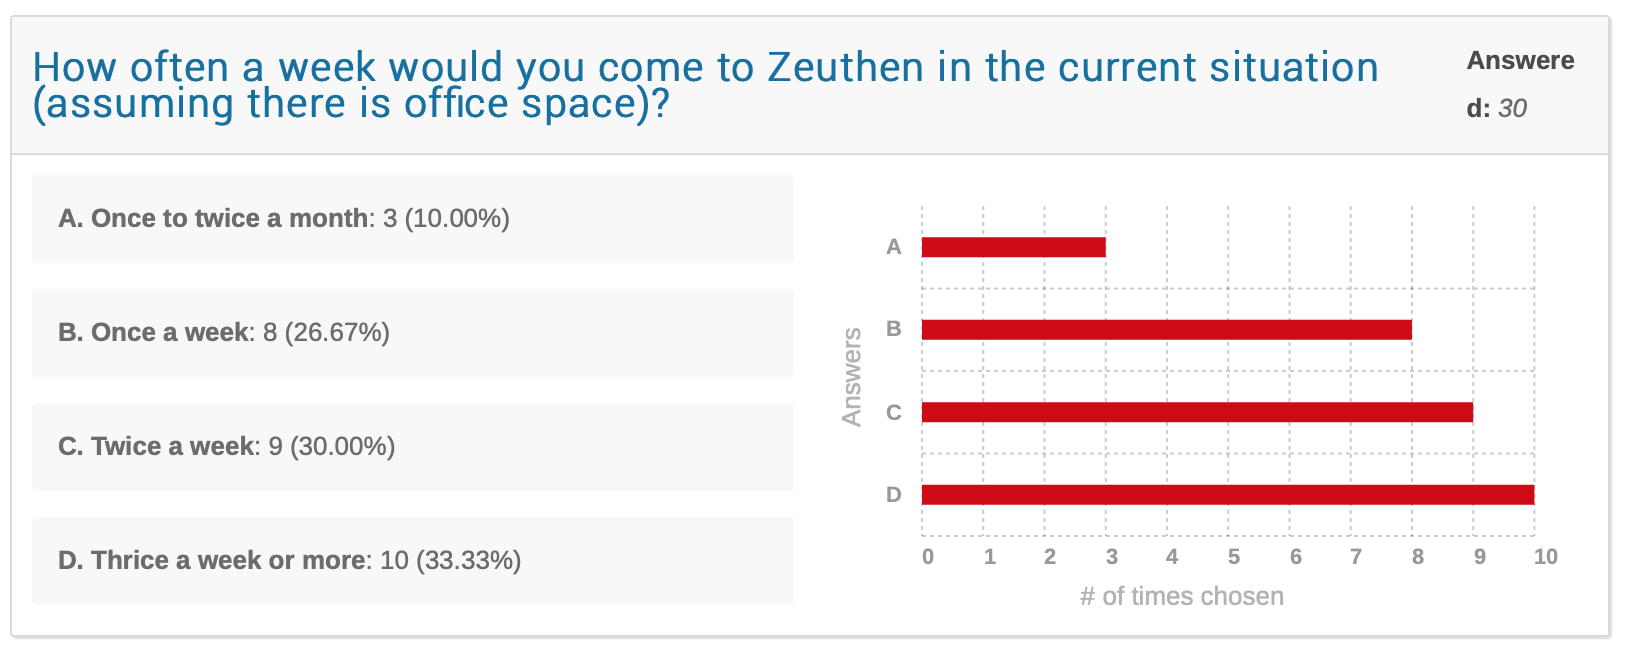 How often a week would you come to Zeuthen in the current situation
(assuming there is office space)?
Answere
d: 30
A. Once to twice a month: 3 (10.00%)
B. Once a week: 8 (26.67%)
C. Twice a week: 9 (30.00%)
D. Thrice a week or more: 10 (33.33%)
Answers
A
B
C
D
0 1 2 3 4 5 6 7 8 9 10
# of times chosen